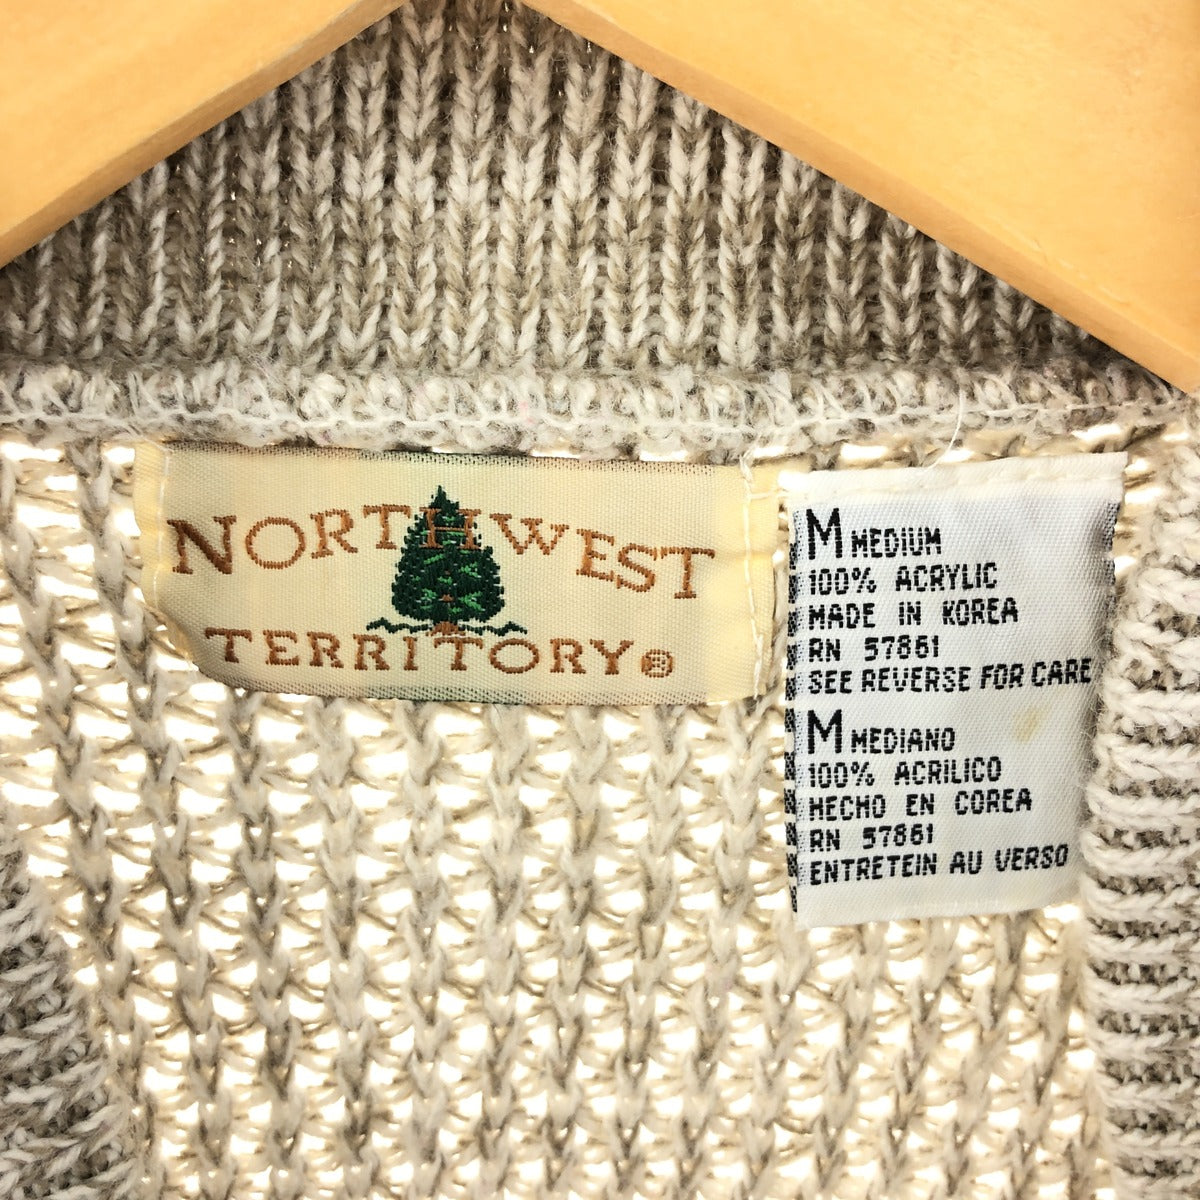 NORTHWEST
TERRITORY®
M MEDIUM
100% ACRYLIC
MADE IN KOREA
RN 57861
SEE REVERSE FOR CARE
M MEDIANO
100% ACRILICO
HECHO EN COREA
RN 57861
ENTRETEIN AU VERSO